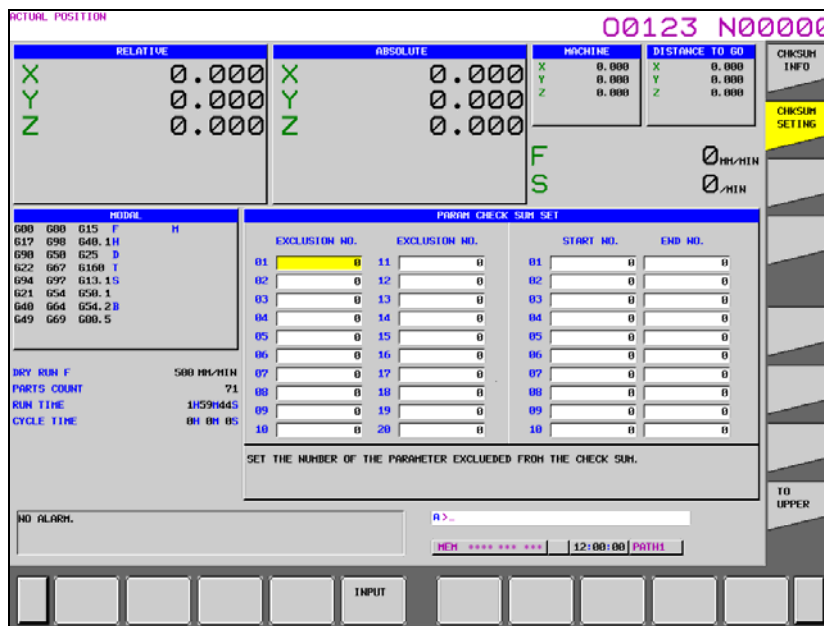 ACTUAL POSITION
O0123 N00000
RELATIVE
X 0.000
Y 0.000
Z 0.000
ABSOLUTE
X 0.000
Y 0.000
Z 0.000
MACHINE
X 0.000
Y 0.000
Z 0.000
DISTANCE TO GO
X 0.000
Y 0.000
Z 0.000
F 0 MM/MIN
S 0 /MIN
CHKSUM
INFO
CHKSUM
SETING
MODAL
G00 G80 G15 F M
G17 G98 G40.1 H
G90 G50 G25 D
G22 G67 G160 T
G94 G97 G13.1 S
G21 G54 G50.1
G40 G64 G54.2 B
G49 G69 G80.5
DRY RUN F 500 MM/MIN
PARTS COUNT 71
RUN TIME 1H59M44S
CYCLE TIME 0H 0M 0S
PARAM CHECK SUM SET
EXCLUSION NO. EXCLUSION NO. START NO. END NO.
01 0 11 0 01 0 0
02 0 12 0 02 0 0
03 0 13 0 03 0 0
04 0 14 0 04 0 0
05 0 15 0 05 0 0
06 0 16 0 06 0 0
07 0 17 0 07 0 0
08 0 18 0 08 0 0
09 0 19 0 09 0 0
10 0 20 0 10 0 0
SET THE NUMBER OF THE PARAMETER EXCLUEDED FROM THE CHECK SUM.
NO ALARM.
A>_
MEM **** *** *** 12:00:00 PATH1
TO
UPPER
INPUT